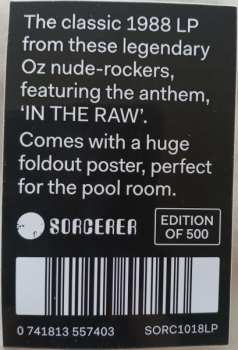 The classic 1988 LP
from these legendary
Oz nude-rockers,
featuring the anthem,
‘IN THE RAW’.
Comes with a huge
foldout poster, perfect
for the pool room.
SORCERER
EDITION
OF 500
0 741813 557403 SORC1018LP